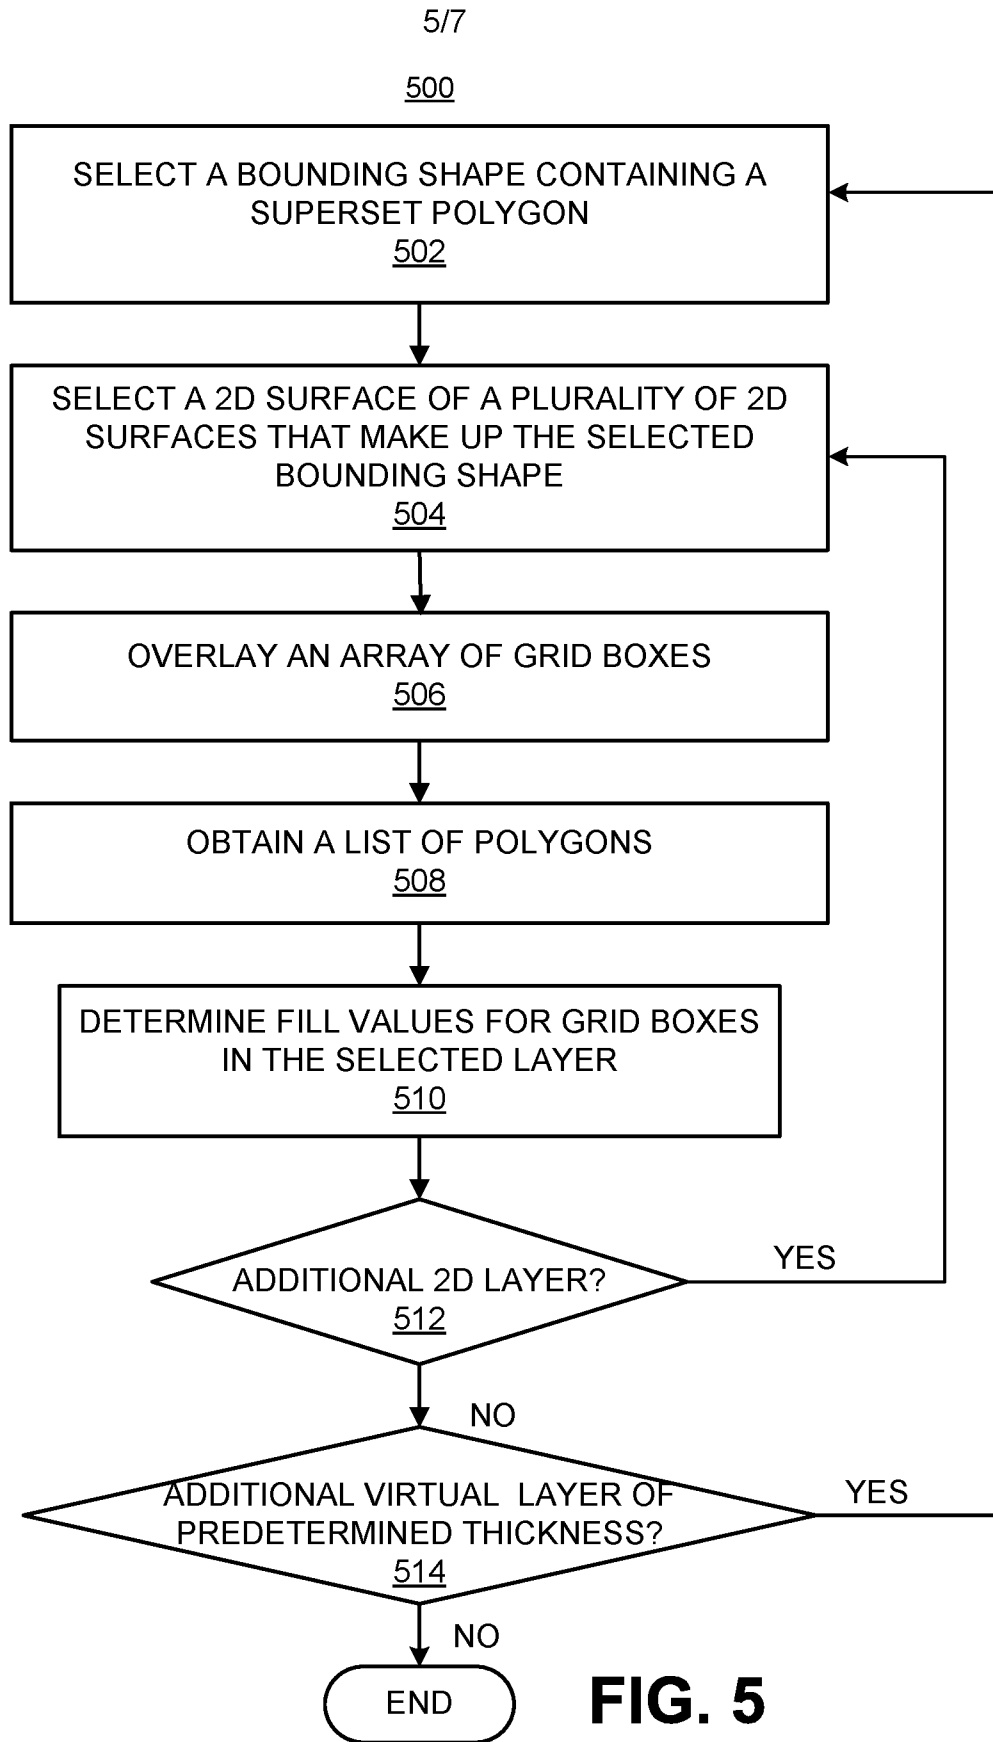 5/7
500
SELECT A BOUNDING SHAPE CONTAINING A
SUPERSET POLYGON
502
SELECT A 2D SURFACE OF A PLURALITY OF 2D
SURFACES THAT MAKE UP THE SELECTED
BOUNDING SHAPE
504
OVERLAY AN ARRAY OF GRID BOXES
506
OBTAIN A LIST OF POLYGONS
508
DETERMINE FILL VALUES FOR GRID BOXES
IN THE SELECTED LAYER
510
YES
ADDITIONAL 2D LAYER?
512
NO
YES
ADDITIONAL VIRTUAL LAYER OF
PREDETERMINED THICKNESS?
514
NO
END
FIG. 5